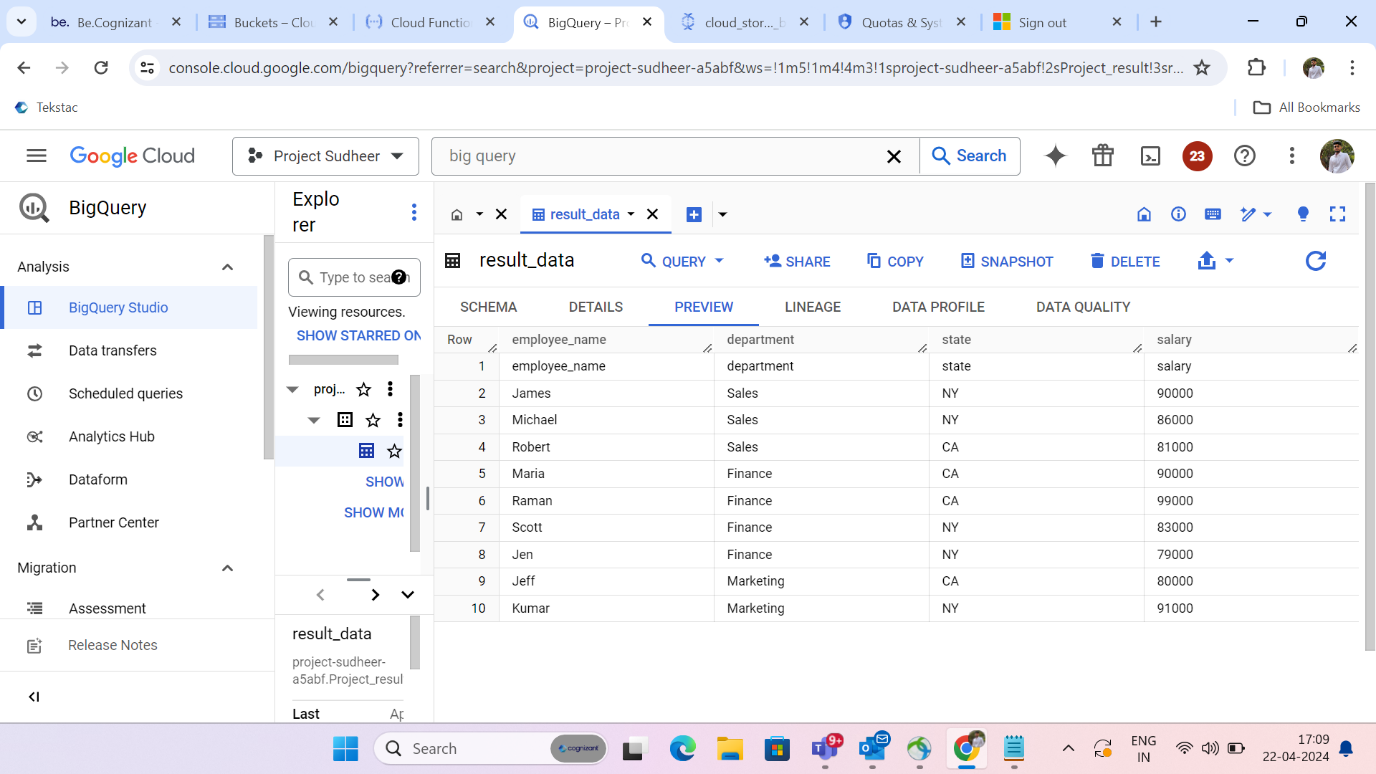 be. Be.Cognizant - Buckets – Clou Cloud Functio BigQuery – Pr cloud_stor..._b Quotas & Syst Sign out
console.cloud.google.com/bigquery?referrer=search&project=project-sudheer-a5abf&ws=!1m5!1m4!4m3!1sproject-sudheer-a5abf!2sProject_result!3sr...
Tekstac All Bookmarks
Google Cloud Project Sudheer big query Search 23
BigQuery
Analysis
BigQuery Studio
Data transfers
Scheduled queries
Analytics Hub
Dataform
Partner Center
Migration
Assessment
Release Notes
Explo
rer
Type to sea
Viewing resources.
SHOW STARRED ON
proj...
SHOW
SHOW MO
result_data
project-sudheer-
a5abf.Project_resul
Last Ap
result_data
result_data QUERY SHARE COPY SNAPSHOT DELETE
SCHEMA DETAILS PREVIEW LINEAGE DATA PROFILE DATA QUALITY
Row employee_name department state salary
1 employee_name department state salary
2 James Sales NY 90000
3 Michael Sales NY 86000
4 Robert Sales CA 81000
5 Maria Finance CA 90000
6 Raman Finance CA 99000
7 Scott Finance NY 83000
8 Jen Finance NY 79000
9 Jeff Marketing CA 80000
10 Kumar Marketing NY 91000
Search cognizant 9+ ENG 17:09
IN 22-04-2024